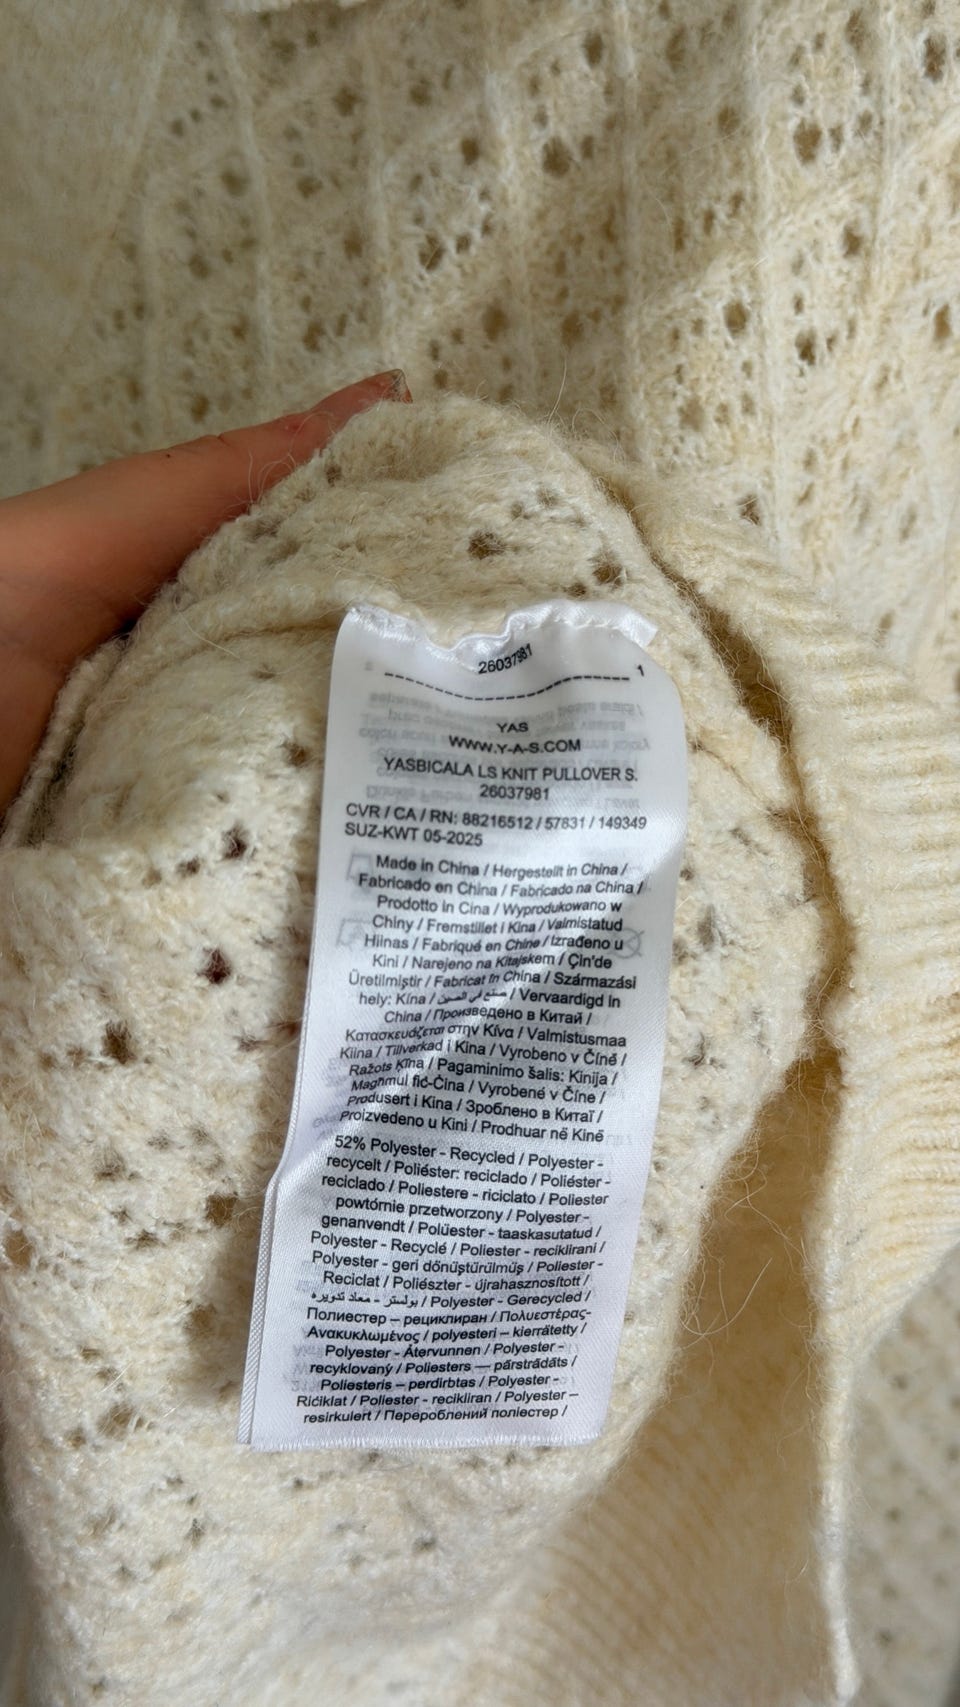 26037981
1
YAS
WWW.Y-A-S.COM
YASBICALA LS KNIT PULLOVER S.
26037981
CVR / CA / RN: 88216512 / 57831 / 149349
SUZ-KWT 05-2025
Made in China / Hergestellt in China /
Fabricado en China / Fabricado na China /
Prodotto in Cina / Wyprodukowano w
Chiny / Fremstillet i Kina / Valmistatud
Hiinas / Fabriqué en Chine / Izrađeno u
Kini / Narejeno na Kitajskem / Çin'de
Üretilmiştir / Fabricat în China / Származási
hely: Kína / صنع في الصين / Vervaardigd in
China / Произведено в Китай /
Κατασκευάζεται στην Κίνα / Valmistusmaa
Kiina / Tillverkad i Kina / Vyrobeno v Číně /
Ražots Ķīna / Pagaminimo šalis: Kinija /
Magħmul fiċ-Ċina / Vyrobené v Číne /
Produsert i Kina / Зроблено в Китаї /
Proizvedeno u Kini / Prodhuar në Kinë
52% Polyester - Recycled / Polyester -
recycelt / Poliéster: reciclado / Poliéster -
reciclado / Poliestere - riciclato / Poliester
powtórnie przetworzony / Polyester -
genanvendt / Polüester - taaskasutatud /
Polyester - Recyclé / Poliester - reciklirani /
Polyester - geri dönüştürülmüş / Poliester -
Reciclat / Poliészter - újrahasznosított /
بولستر - معاد تدويره / Polyester - Gerecycled /
Полиестер – рециклиран / Πολυεστέρας-
Ανακυκλωμένος / polyesteri – kierrätetty /
Polyester - Återvunnen / Polyester -
recyklovaný / Poliesters — pārstrādāts /
Poliesteris – perdirbtas / Polyester -
Riċiklat / Poliester - recikliran / Polyester –
resirkulert / Перероблений поліестер /